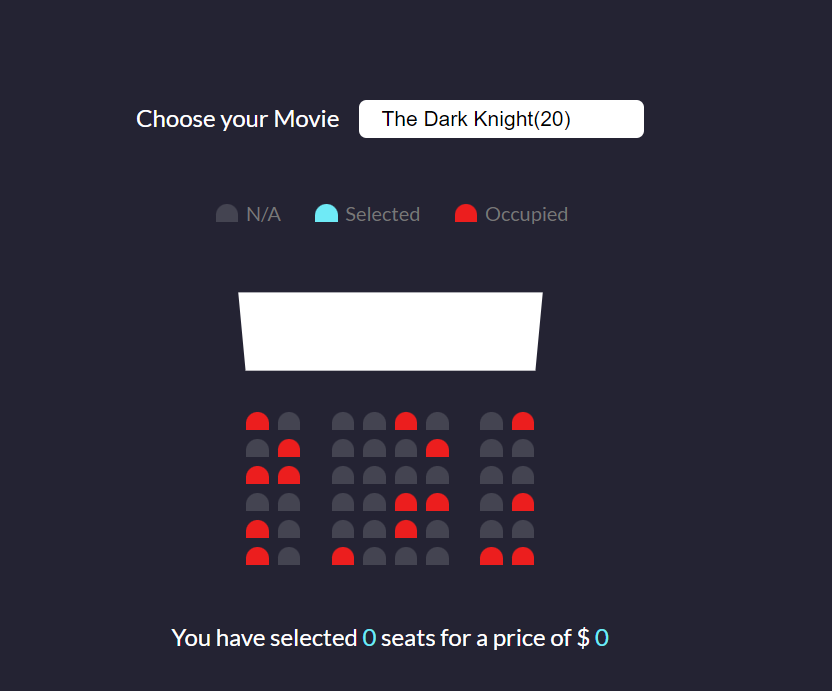 Choose your Movie The Dark Knight(20)
N/A Selected Occupied
You have selected 0 seats for a price of $ 0